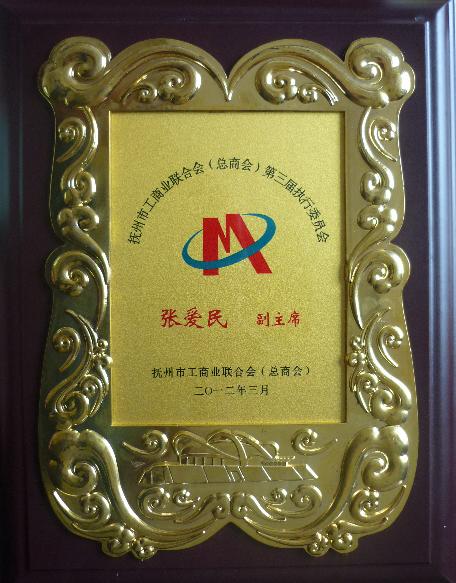 抚州市工商业联合会（总商会）第三届执行委员会
张爱民 副主席
抚州市工商业联合会（总商会）
二〇一二年三月